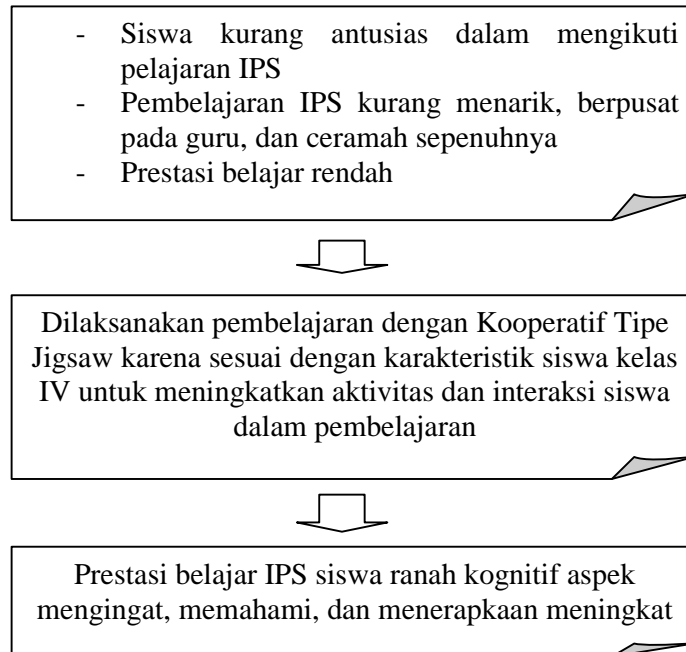 - Siswa kurang antusias dalam mengikuti
pelajaran IPS
- Pembelajaran IPS kurang menarik, berpusat
pada guru, dan ceramah sepenuhnya
- Prestasi belajar rendah
Dilaksanakan pembelajaran dengan Kooperatif Tipe
Jigsaw karena sesuai dengan karakteristik siswa kelas
IV untuk meningkatkan aktivitas dan interaksi siswa
dalam pembelajaran
Prestasi belajar IPS siswa ranah kognitif aspek
mengingat, memahami, dan menerapkaan meningkat